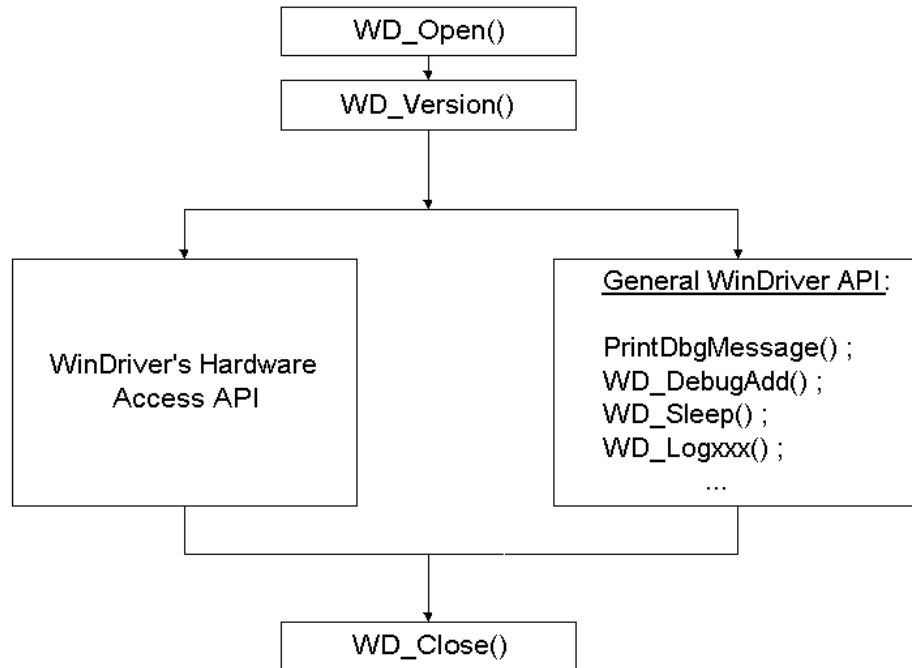 WD_Open()
WD_Version()
WinDriver's Hardware
Access API
General WinDriver API:
PrintDbgMessage() ;
WD_DebugAdd() ;
WD_Sleep() ;
WD_Logxxx() ;
...
WD_Close()